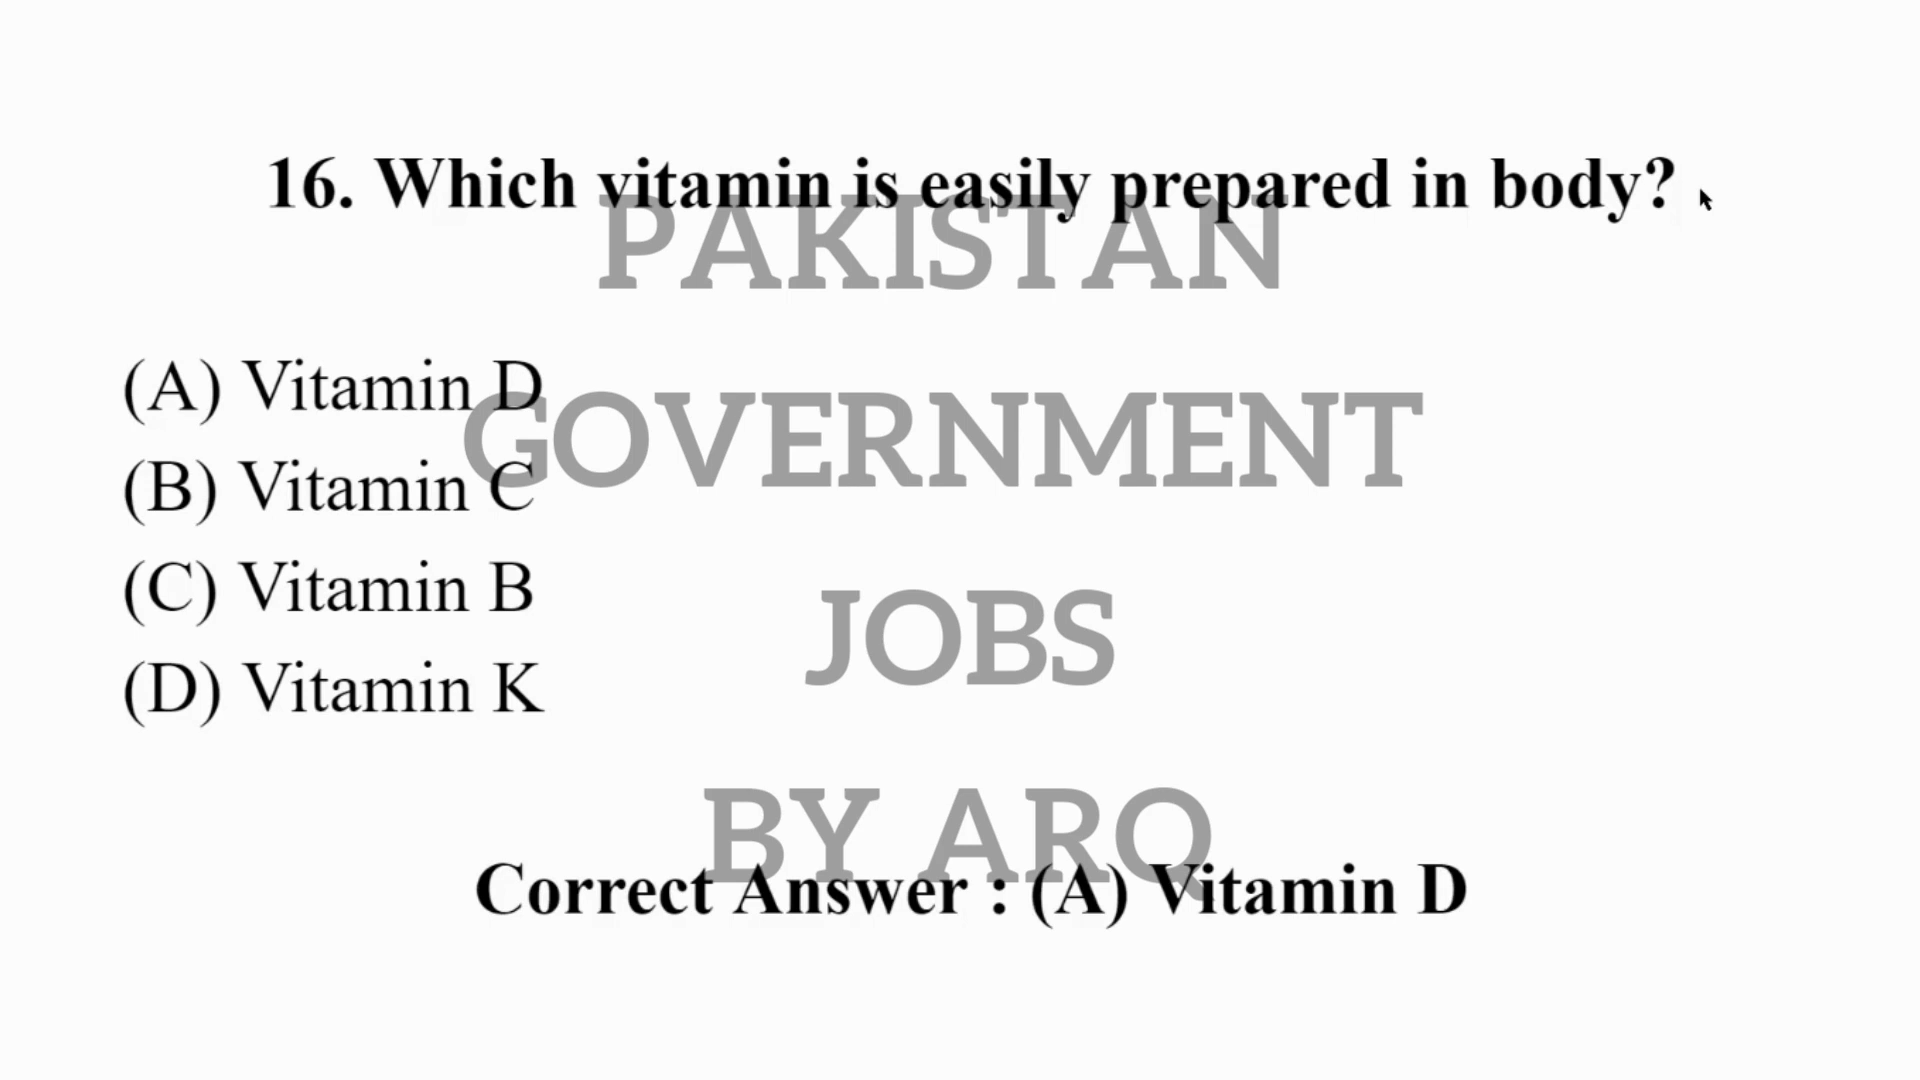 16. Which vitamin is easily prepared in body?
PAKISTAN
(A) Vitamin D
GOVERNMENT
(B) Vitamin C
(C) Vitamin B
JOBS
(D) Vitamin K
BY ARQ
Correct Answer : (A) Vitamin D